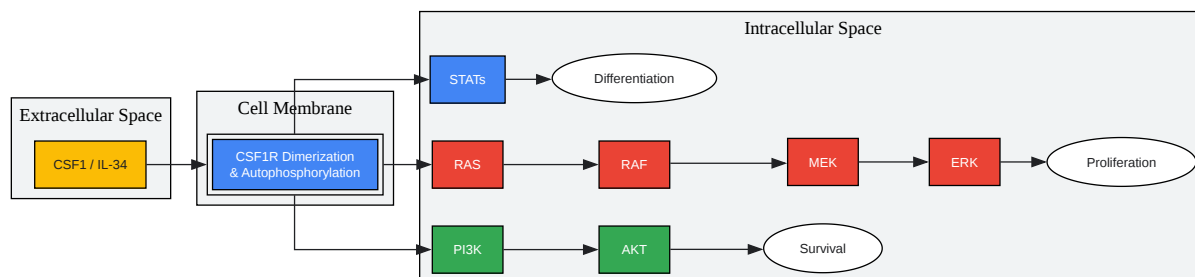 Intracellular Space
STATs
Differentiation
Extracellular Space
Cell Membrane
CSF1 / IL-34
CSF1R Dimerization
& Autophosphorylation
RAS
RAF
MEK
ERK
Proliferation
PI3K
AKT
Survival